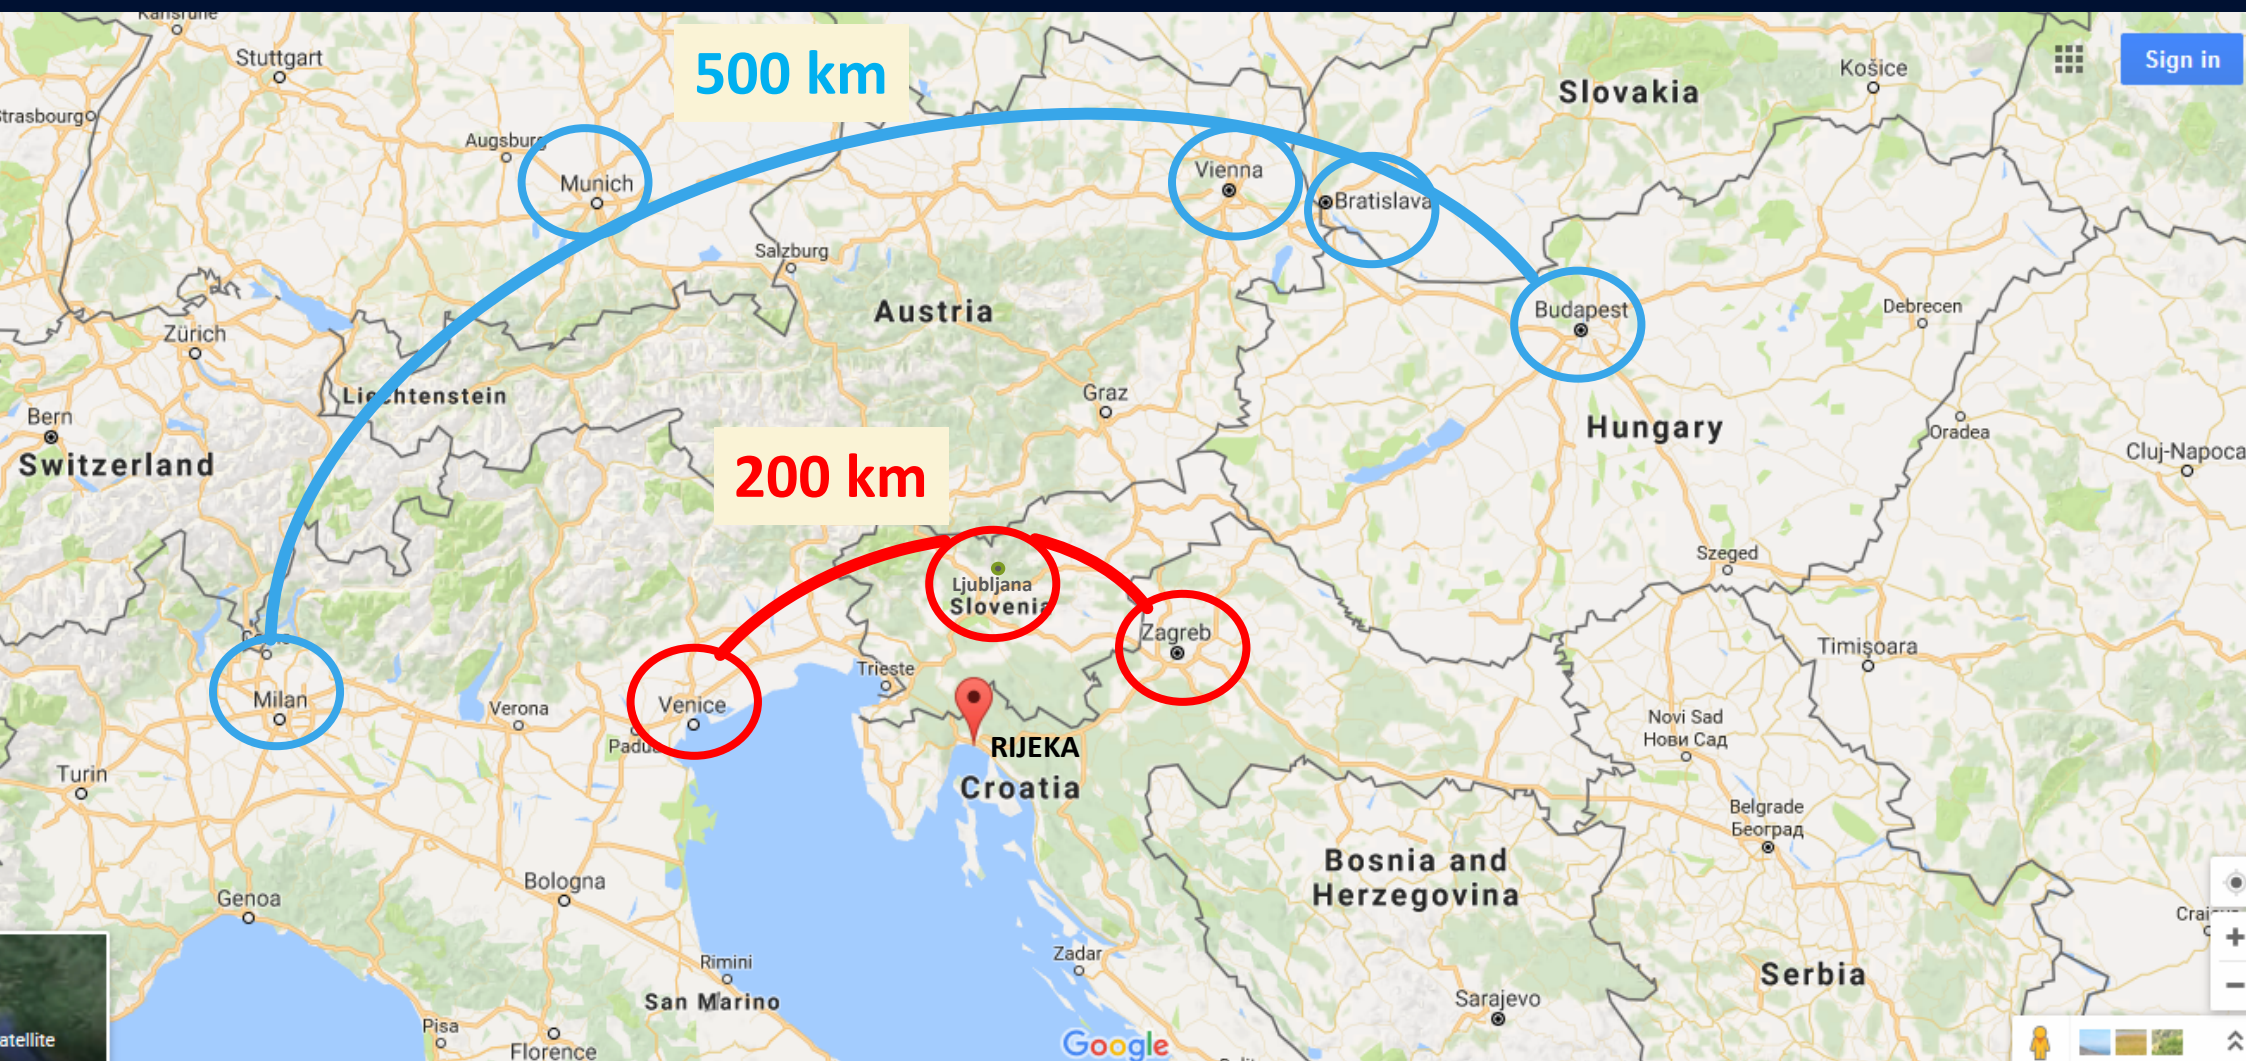 Karlsruhe
500 km
Stuttgart
Slovakia
Košice
Sign in
Strasbourg
Augsburg
Munich
Vienna
Bratislava
Salzburg
Austria
Budapest
Debrecen
Zürich
Liechtenstein
Graz
Bern
Switzerland
Hungary
Oradea
Cluj-Napoca
200 km
Szeged
Ljubljana
Slovenia
Zagreb
Como
Timișoara
Trieste
Milan
Verona
Venice
Padua
RIJEKA
Croatia
Novi Sad
Нови Сад
Turin
Belgrade
Београд
Bosnia and
Herzegovina
Bologna
Genoa
Zadar
Rimini
San Marino
Serbia
Sarajevo
Pisa
Florence
Google
atellite